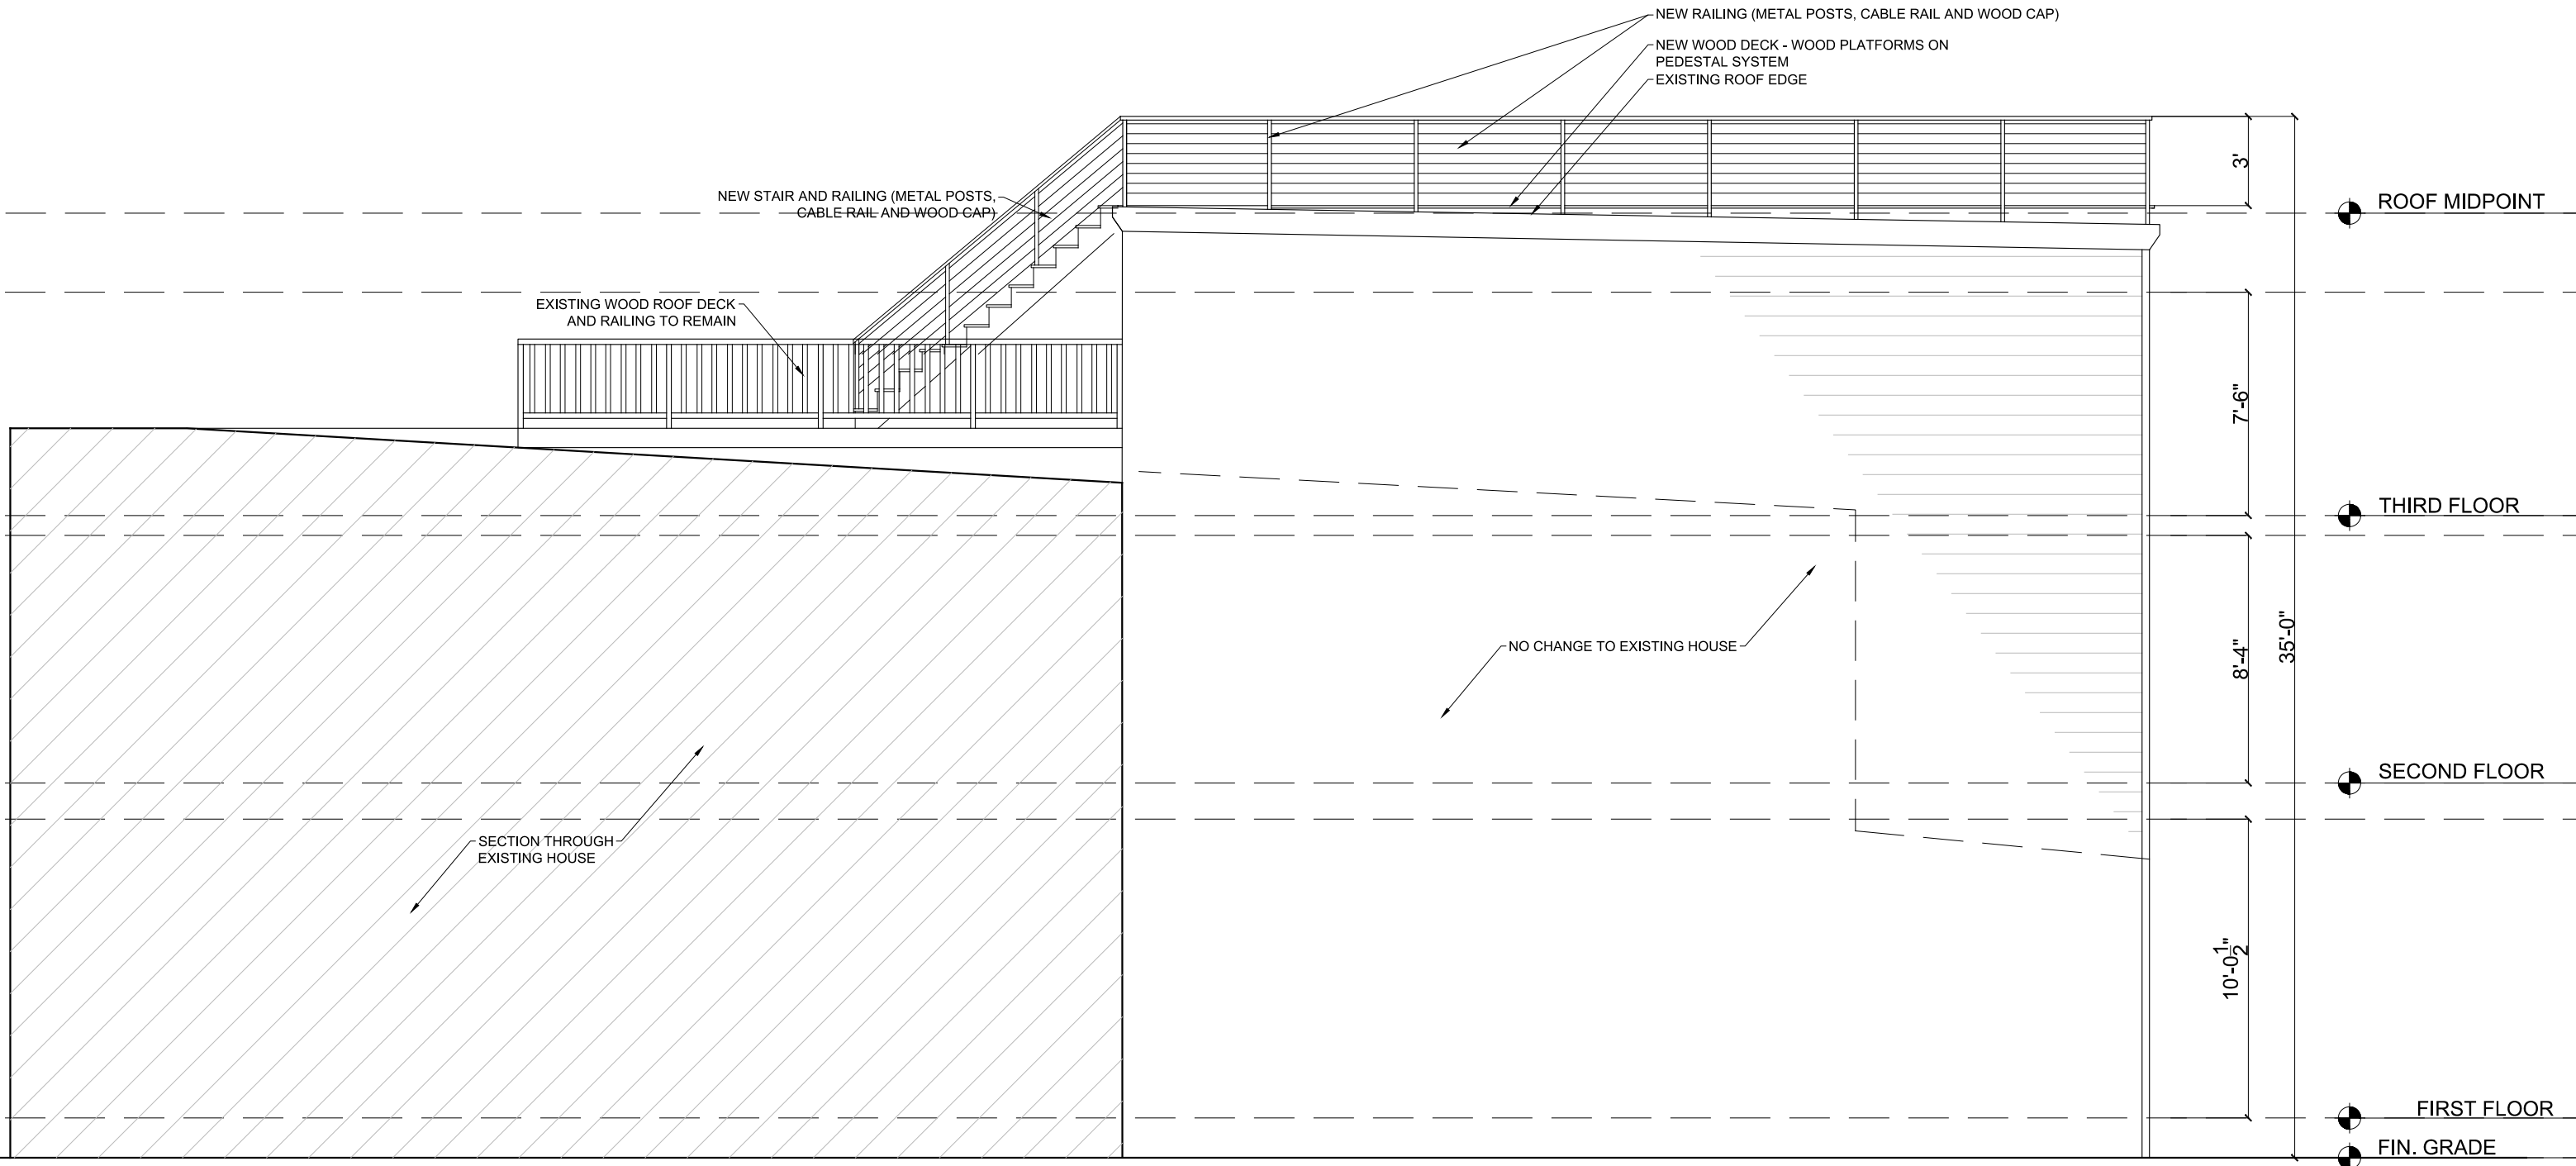 NEW RAILING (METAL POSTS, CABLE RAIL AND WOOD CAP)
NEW WOOD DECK - WOOD PLATFORMS ON
PEDESTAL SYSTEM
EXISTING ROOF EDGE
NEW STAIR AND RAILING (METAL POSTS,
CABLE RAIL AND WOOD CAP)
3'
ROOF MIDPOINT
EXISTING WOOD ROOF DECK
AND RAILING TO REMAIN
7'-6"
THIRD FLOOR
NO CHANGE TO EXISTING HOUSE
8'-4"
35'-0"
SECOND FLOOR
SECTION THROUGH
EXISTING HOUSE
10'-0 1/2"
FIRST FLOOR
FIN. GRADE